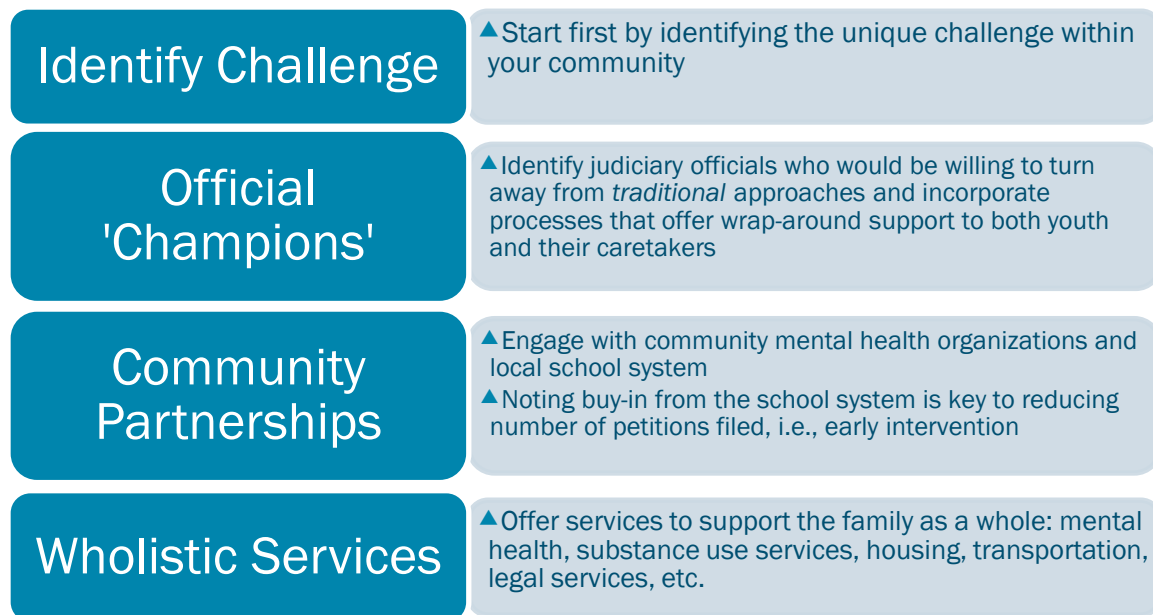 Identify Challenge
▲Start first by identifying the unique challenge within
your community
Official
'Champions'
▲Identify judiciary officials who would be willing to turn
away from traditional approaches and incorporate
processes that offer wrap-around support to both youth
and their caretakers
Community
Partnerships
▲Engage with community mental health organizations and
local school system
▲Noting buy-in from the school system is key to reducing
number of petitions filed, i.e., early intervention
Wholistic Services
▲Offer services to support the family as a whole: mental
health, substance use services, housing, transportation,
legal services, etc.